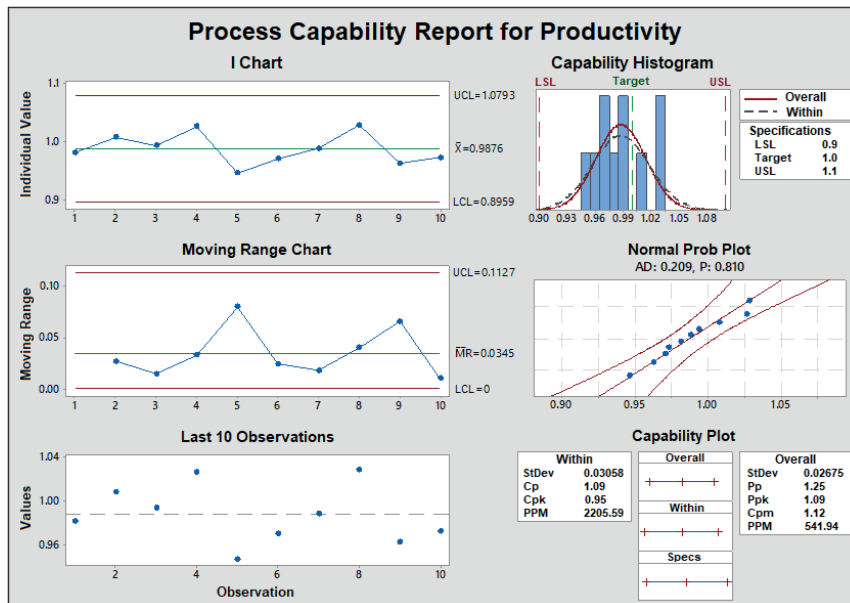 Process Capability Report for Productivity
I Chart
Individual Value
1.1
1.0
0.9
UCL=1.0793
X̄=0.9876
LCL=0.8959
1 2 3 4 5 6 7 8 9 10
Moving Range Chart
Moving Range
0.10
0.05
0.00
UCL=0.1127
M̄R̄=0.0345
LCL=0
1 2 3 4 5 6 7 8 9 10
Last 10 Observations
Values
1.04
1.00
0.96
2 4 6 8 10
Observation
Capability Histogram
LSL Target USL
0.90 0.93 0.96 0.99 1.02 1.05 1.08
Overall
Within
Specifications
LSL 0.9
Target 1.0
USL 1.1
Normal Prob Plot
AD: 0.209, P: 0.810
0.90 0.95 1.00 1.05
Capability Plot
Within
StDev 0.03058
Cp 1.09
Cpk 0.95
PPM 2205.59
Overall
Within
Specs
Overall
StDev 0.02675
Pp 1.25
Ppk 1.09
Cpm 1.12
PPM 541.94